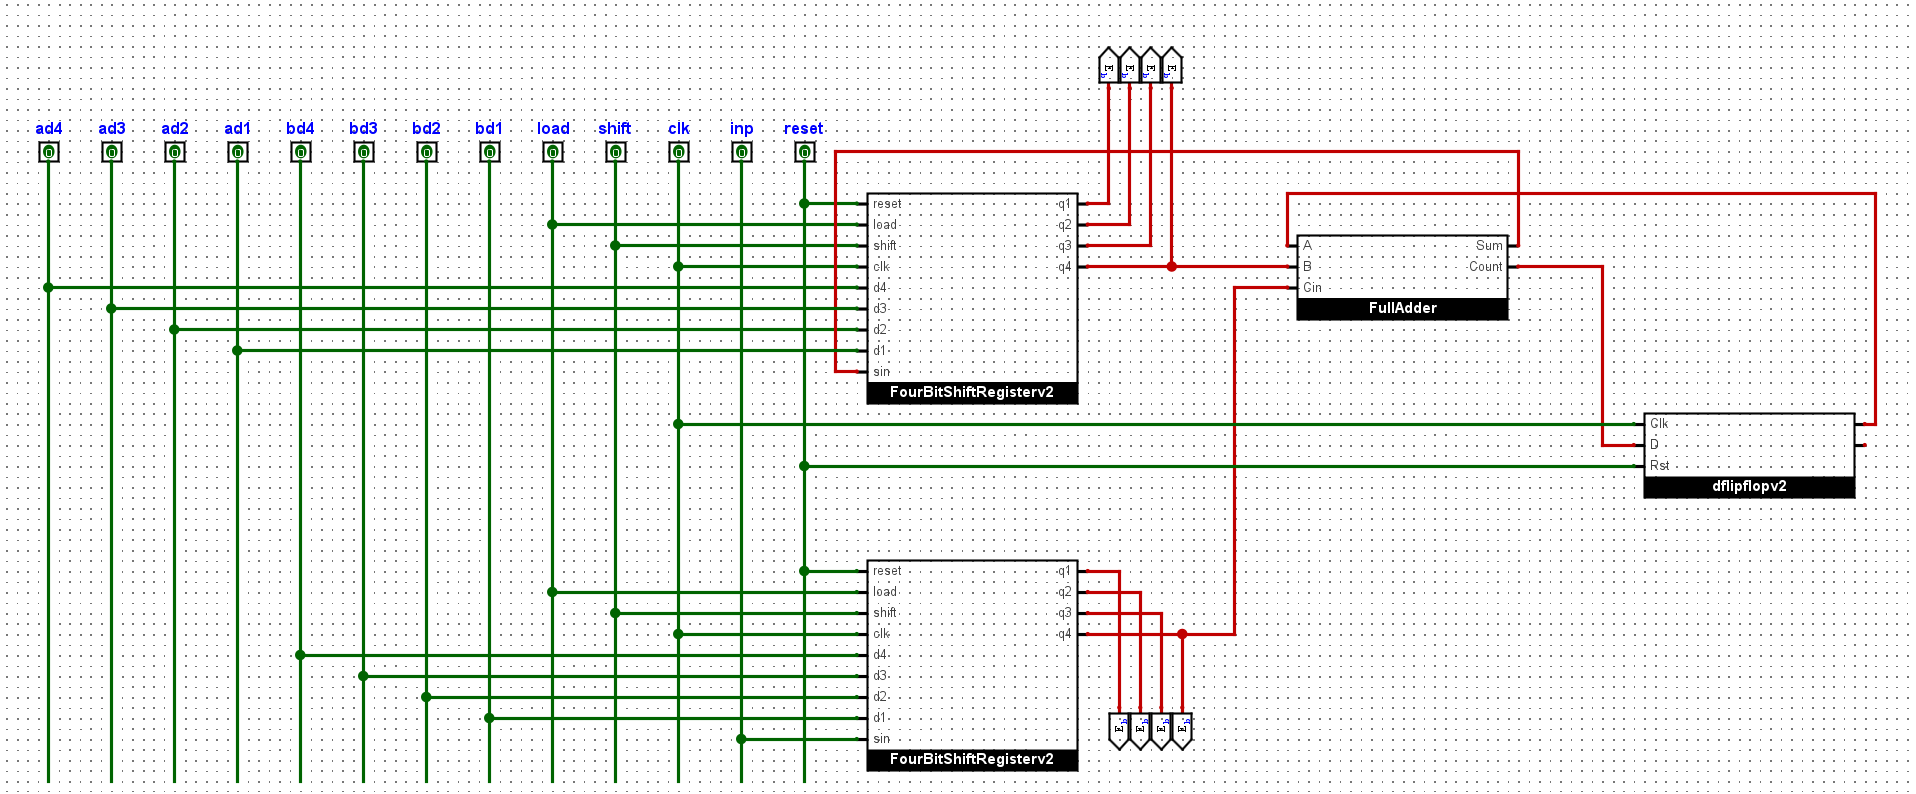 E b E b E b E b
ad4 ad3 ad2 ad1 bd4 bd3 bd2 bd1 load shift clk inp reset
0 0 0 0 0 0 0 0 0 0 0 0 0
reset q1
load q2
shift q3
clk q4
d4
d3
d2
d1
sin
FourBitShiftRegisterv2
A Sum
B Count
Cin
FullAdder
Clk
D
Rst
dflipflopv2
reset q1
load q2
shift q3
clk q4
d4
d3
d2
d1
sin
FourBitShiftRegisterv2
E b E b E b E b